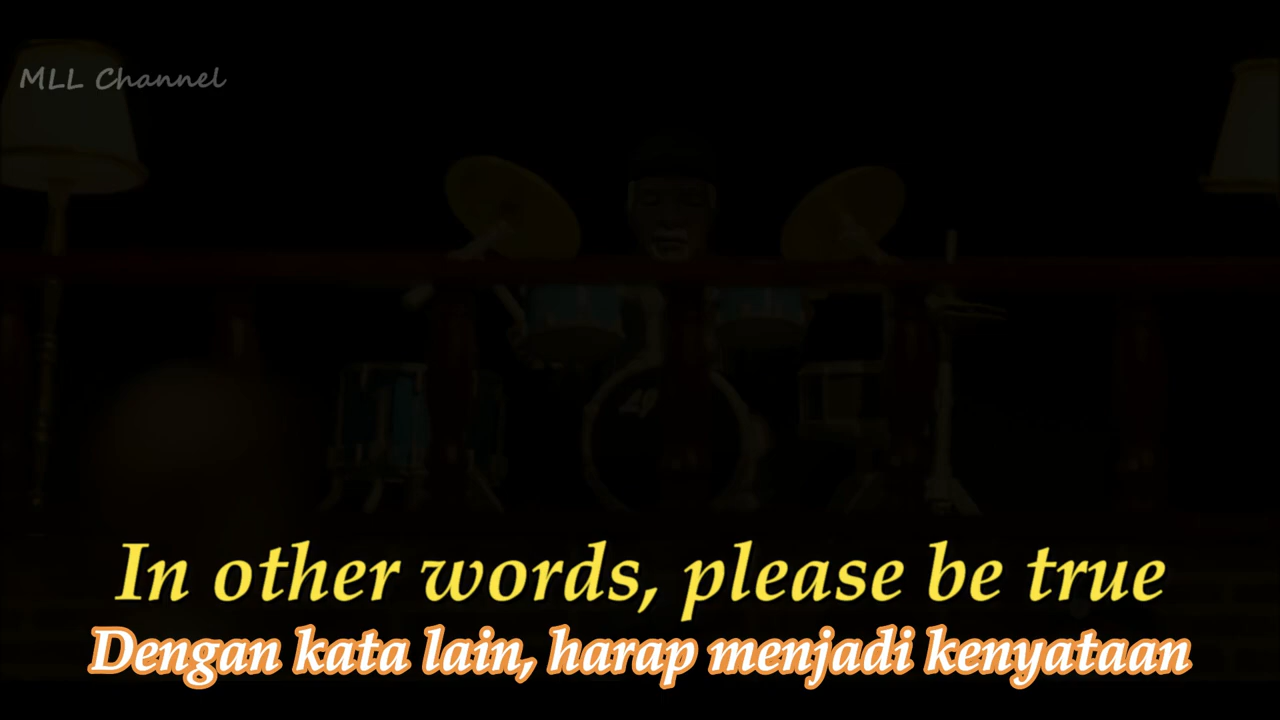 MLL Channel
In other words, please be true
Dengan kata lain, harap menjadi kenyataan